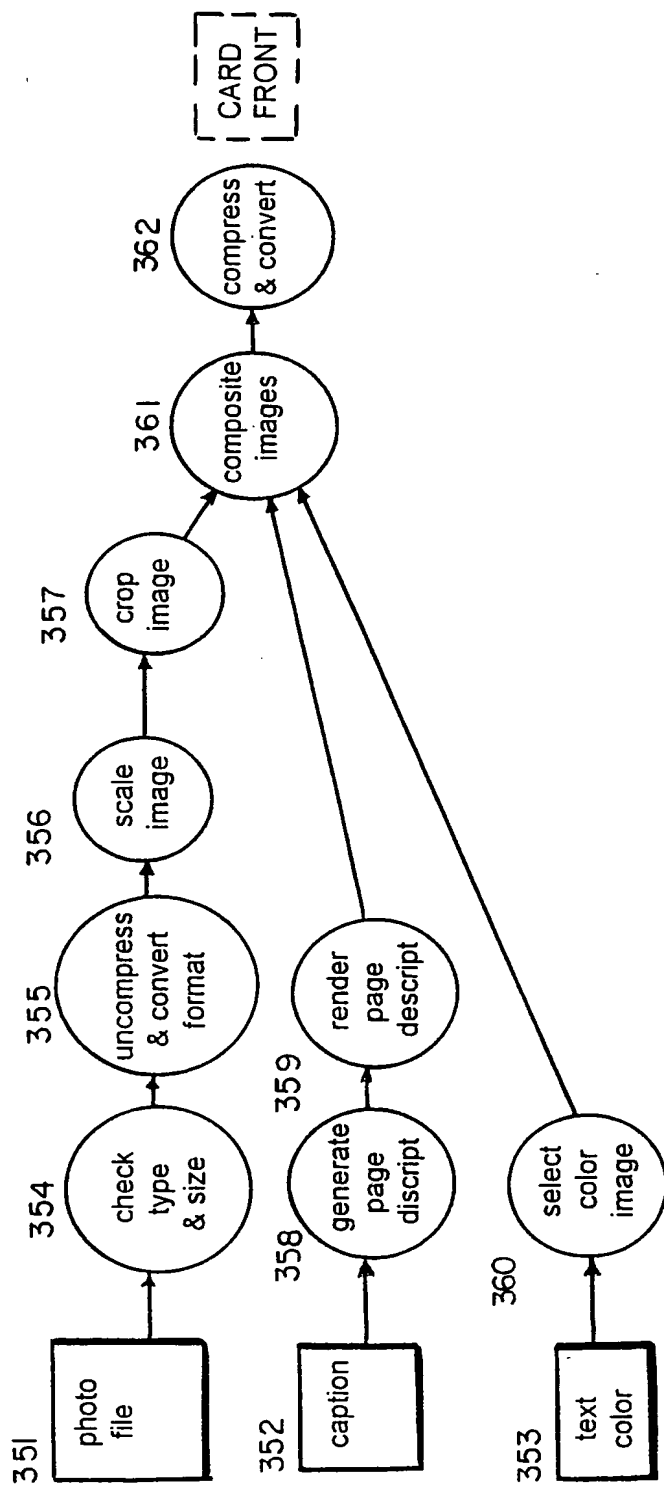 351
photo
file
354
check
type
& size
355
uncompress
& convert
format
356
scale
image
357
crop
image
361
composite
images
362
compress
& convert
CARD
FRONT
352
caption
358
generate
page
discript
359
render
page
descript
353
text
color
360
select
color
image